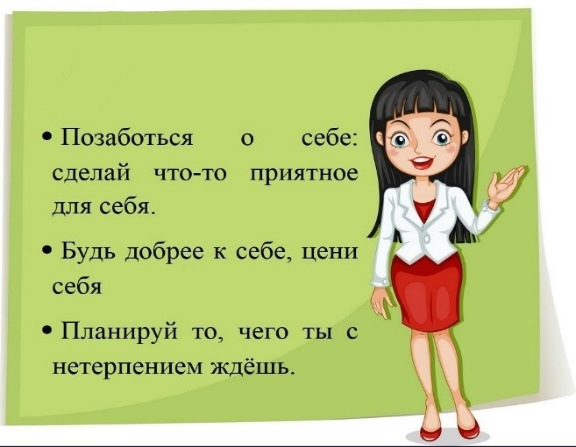 • Позаботься о себе:
сделай что-то приятное
для себя.
• Будь добрее к себе, цени
себя
• Планируй то, чего ты с
нетерпением ждёшь.